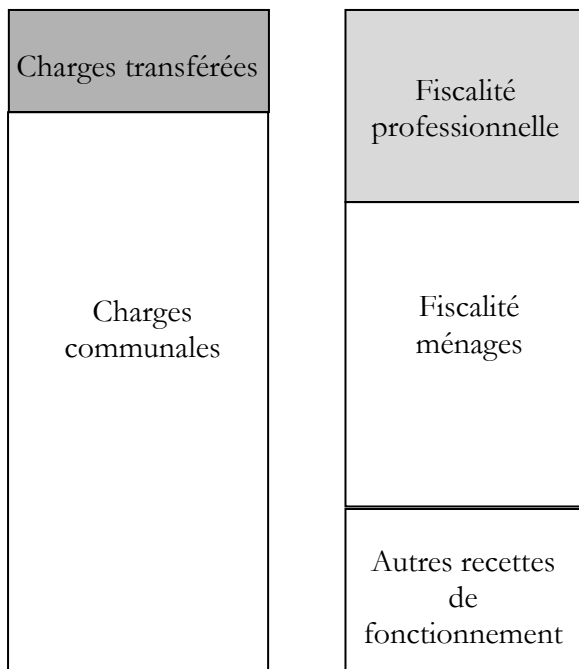 Charges transférées
Charges
communales
Fiscalité
professionnelle
Fiscalité
ménages
Autres recettes
de
fonctionnement